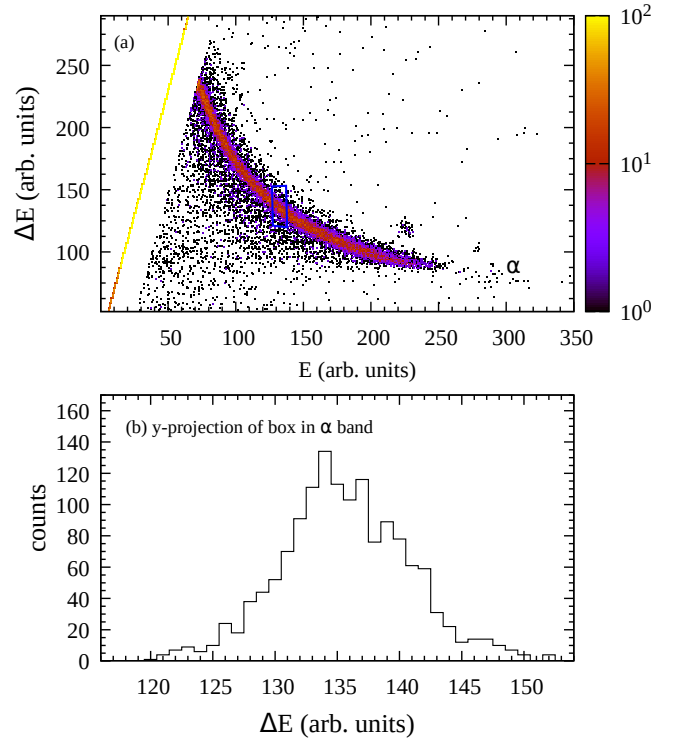 (a)
250
200
150
100
ΔE (arb. units)
50 100 150 200 250 300 350
E (arb. units)
α
10²
10¹
10⁰
(b) y-projection of box in α band
160
140
120
100
80
60
40
20
0
counts
120 125 130 135 140 145 150
ΔE (arb. units)